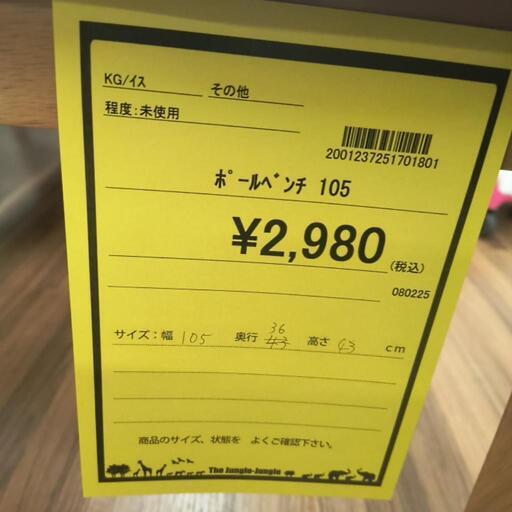 KG/ｲｽ その他
程度:未使用
2001237251701801
ﾎﾟｰﾙﾍﾞﾝﾁ 105
¥2,980
(税込)
080225
サイズ:幅 105 奥行 43 36 高さ 43 cm
商品のサイズ、状態を よくご確認下さい。
The Jungle-Jungle